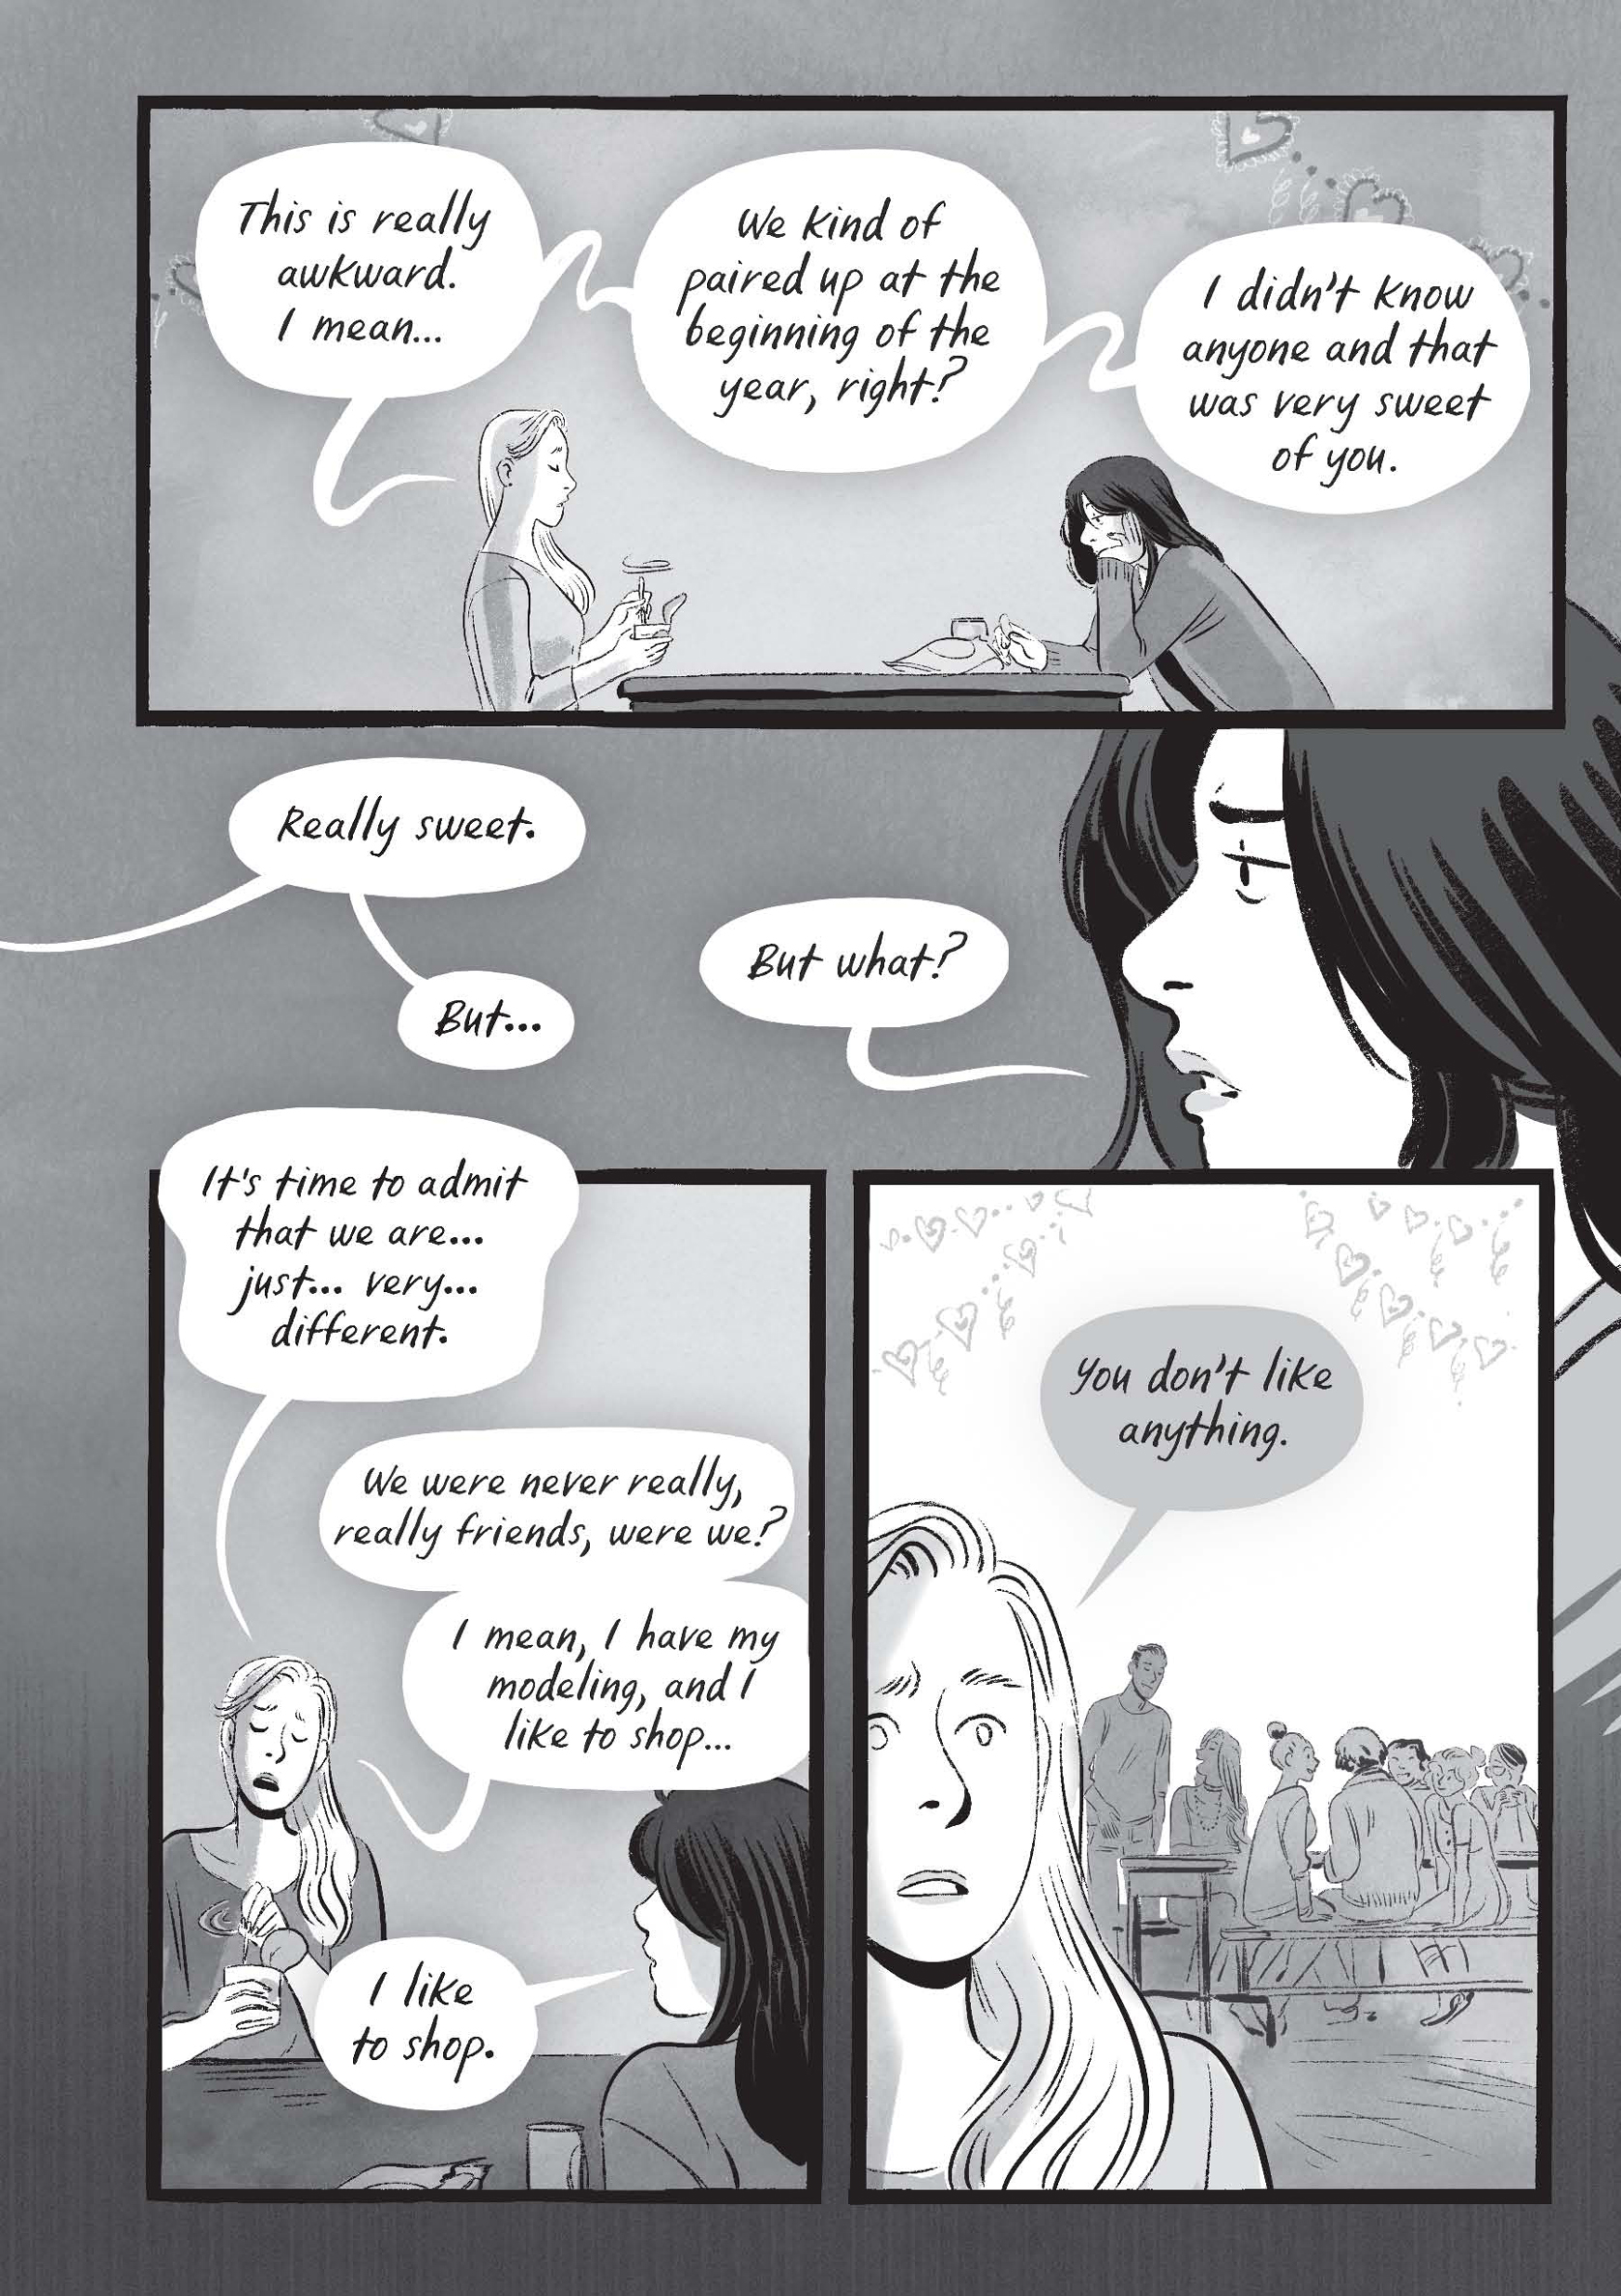 This is really
awkward.
I mean...
We kind of
paired up at the
beginning of the
year, right?
I didn't know
anyone and that
was very sweet
of you.
Really sweet.
But...
But what?
It's time to admit
that we are...
just... very...
different.
We were never really,
really friends, were we?
I mean, I have my
modeling, and I
like to shop...
I like
to shop.
You don't like
anything.